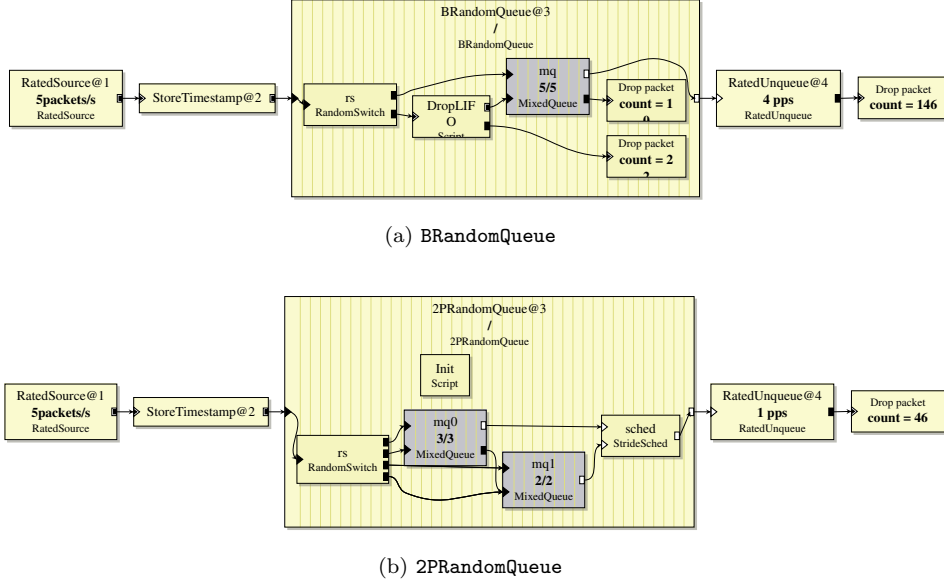 BRandomQueue@3
/
BRandomQueue
RatedSource@1
5packets/s
RatedSource
StoreTimestamp@2
rs
RandomSwitch
DropLIF
O
Script
mq
5/5
MixedQueue
Drop packet
count = 1
0
Drop packet
count = 2
2
RatedUnqueue@4
4 pps
RatedUnqueue
Drop packet
count = 146
(a) BRandomQueue
2PRandomQueue@3
/
2PRandomQueue
Init
Script
RatedSource@1
5packets/s
RatedSource
StoreTimestamp@2
rs
RandomSwitch
mq0
3/3
MixedQueue
mq1
2/2
MixedQueue
sched
StrideSched
RatedUnqueue@4
1 pps
RatedUnqueue
Drop packet
count = 46
(b) 2PRandomQueue